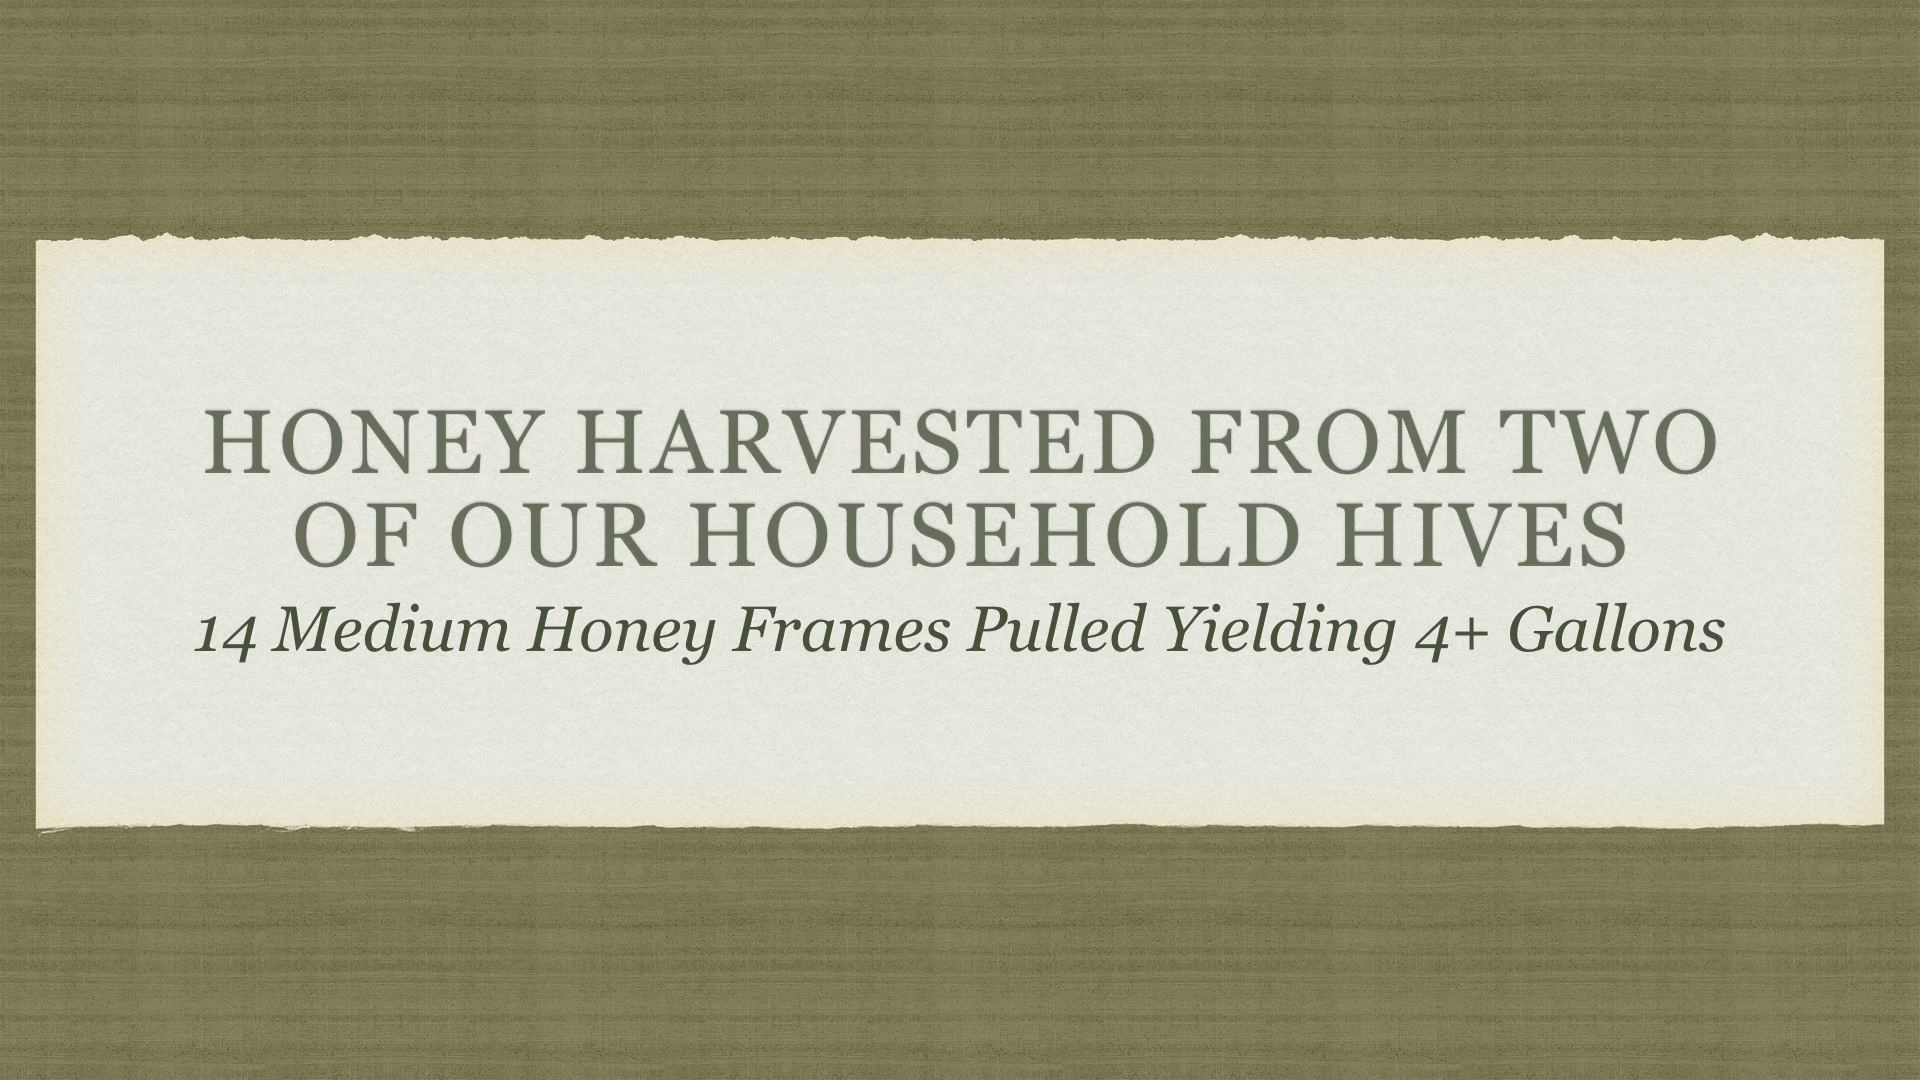 HONEY HARVESTED FROM TWO
OF OUR HOUSEHOLD HIVES
14 Medium Honey Frames Pulled Yielding 4+ Gallons